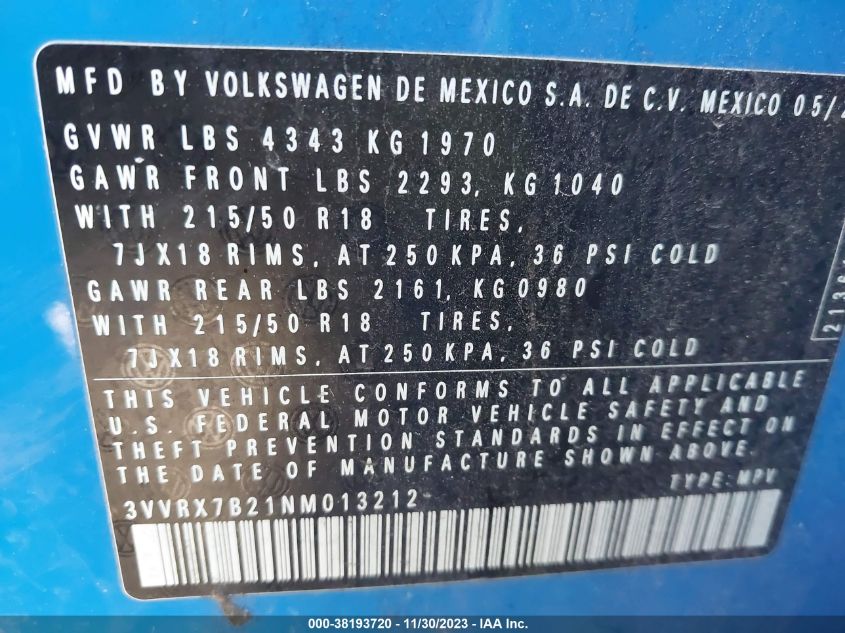 MFD BY VOLKSWAGEN DE MEXICO S.A. DE C.V. MEXICO 05/2
GVWR LBS 4343 KG 1970
GAWR FRONT LBS 2293, KG 1040
WITH 215/50 R18 TIRES,
7JX18 RIMS, AT 250 KPA, 36 PSI COLD
GAWR REAR LBS 2161, KG 0980
WITH 215/50 R18 TIRES,
7JX18 RIMS, AT 250 KPA, 36 PSI COLD
THIS VEHICLE CONFORMS TO ALL APPLICABLE
U.S. FEDERAL MOTOR VEHICLE SAFETY AND
THEFT PREVENTION STANDARDS IN EFFECT ON
THE DATE OF MANUFACTURE SHOWN ABOVE.
TYPE: MPV
3VVRX7B21NM013212
000-38193720 - 11/30/2023 - IAA Inc.